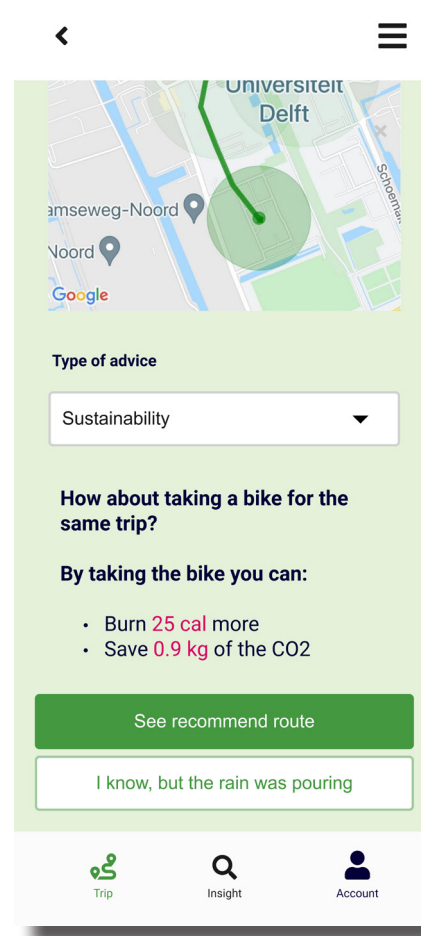 Universiteit
Delft
Schoema
amseweg-Noord
Noord
Google
Type of advice
Sustainability
How about taking a bike for the
same trip?
By taking the bike you can:
• Burn 25 cal more
• Save 0.9 kg of the CO2
See recommend route
I know, but the rain was pouring
Trip
Insight
Account